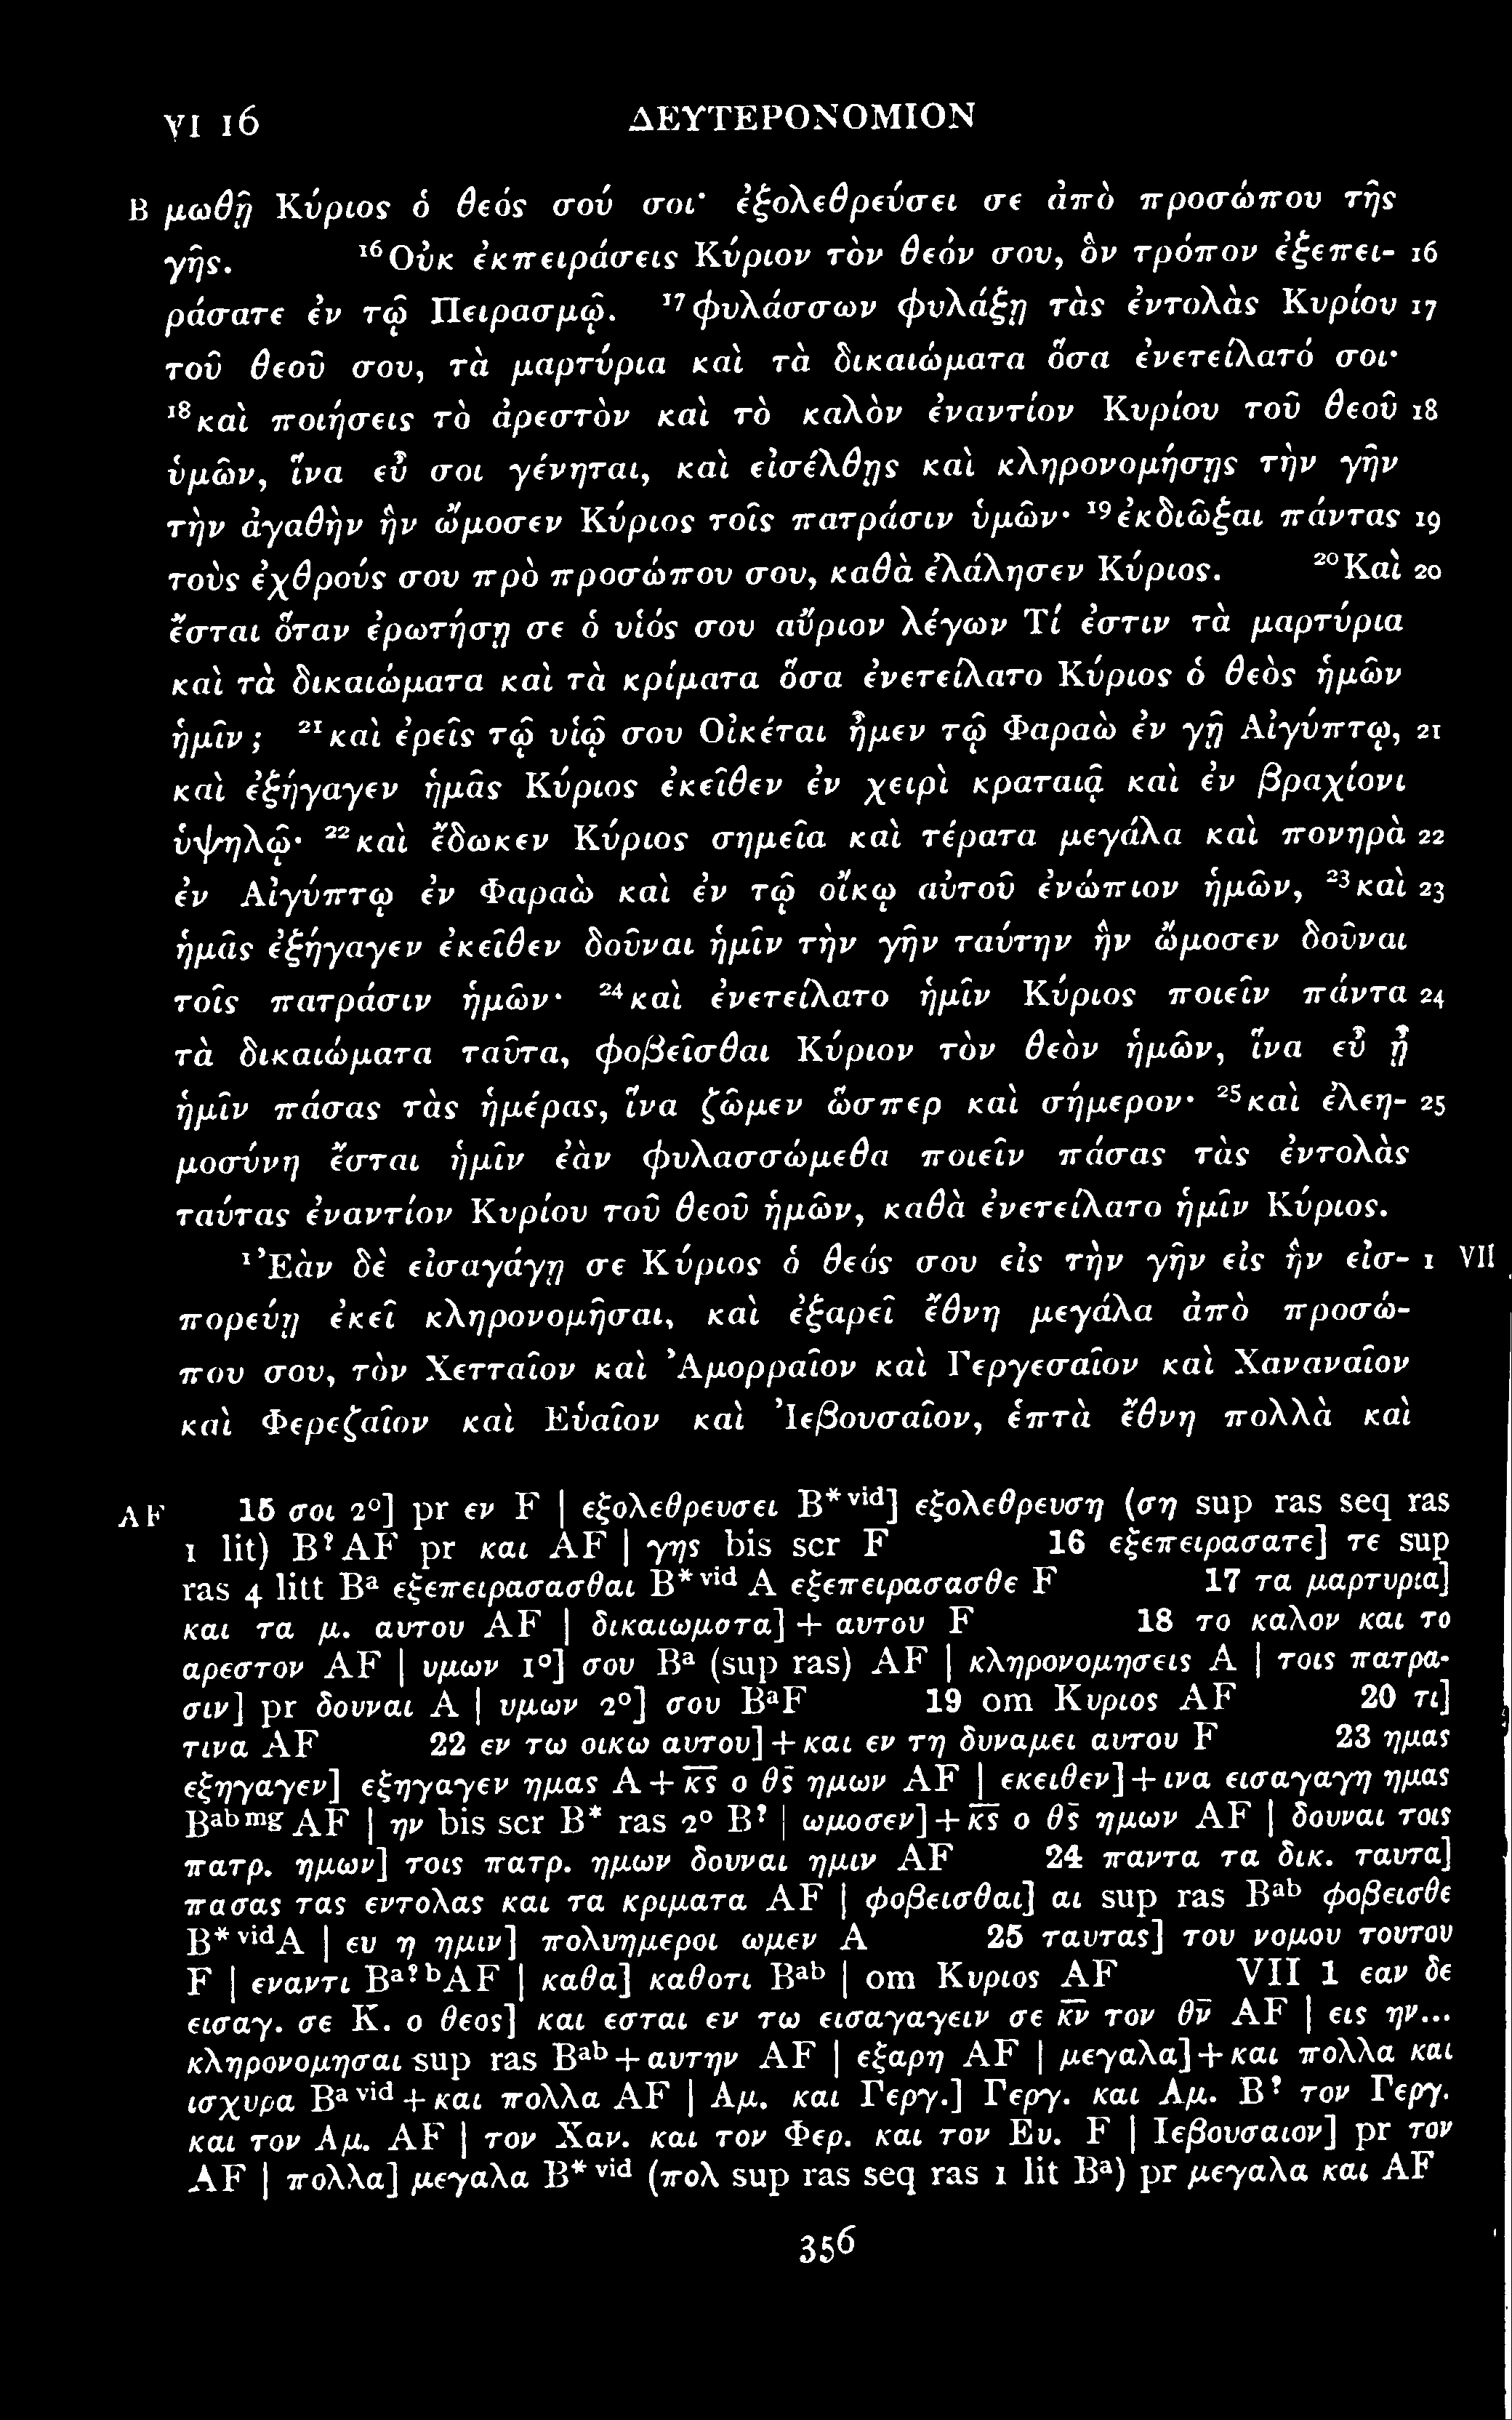 VI 16 ΔΕΥΤΕΡΟΝΟΜΙΟΝ
B μωθῇ Κύριος ὁ θεός σού σοι· ἐξολεθρεύσει σε ἀπὸ προσώπου τῆς
γῆς. ¹⁶Οὐκ ἐκπειράσεις Κύριον τὸν θεόν σου, ὃν τρόπον ἐξεπει- 16
ράσατε ἐν τῷ Πειρασμῷ. ¹⁷φυλάσσων φυλάξῃ τὰς ἐντολὰς Κυρίου 17
τοῦ θεοῦ σου, τὰ μαρτύρια καὶ τὰ δικαιώματα ὅσα ἐνετείλατό σοι·
¹⁸καὶ ποιήσεις τὸ ἀρεστὸν καὶ τὸ καλὸν ἐναντίον Κυρίου τοῦ θεοῦ 18
ὑμῶν, ἵνα εὖ σοι γένηται, καὶ εἰσέλθῃς καὶ κληρονομήσῃς τὴν γῆν
τὴν ἀγαθὴν ἣν ὤμοσεν Κύριος τοῖς πατράσιν ὑμῶν· ¹⁹ἐκδιῶξαι πάντας 19
τοὺς ἐχθρούς σου πρὸ προσώπου σου, καθὰ ἐλάλησεν Κύριος. ²⁰Καὶ 20
ἔσται ὅταν ἐρωτήσῃ σε ὁ υἱός σου αὔριον λέγων Τί ἐστιν τὰ μαρτύρια
καὶ τὰ δικαιώματα καὶ τὰ κρίματα ὅσα ἐνετείλατο Κύριος ὁ θεὸς ἡμῶν
ἡμῖν; ²¹καὶ ἐρεῖς τῷ υἱῷ σου Οἰκέται ἦμεν τῷ Φαραὼ ἐν γῇ Αἰγύπτῳ, 21
καὶ ἐξήγαγεν ἡμᾶς Κύριος ἐκεῖθεν ἐν χειρὶ κραταιᾷ καὶ ἐν βραχίονι
ὑψηλῷ· ²²καὶ ἔδωκεν Κύριος σημεῖα καὶ τέρατα μεγάλα καὶ πονηρὰ 22
ἐν Αἰγύπτῳ ἐν Φαραὼ καὶ ἐν τῷ οἴκῳ αὐτοῦ ἐνώπιον ἡμῶν, ²³καὶ 23
ἡμᾶς ἐξήγαγεν ἐκεῖθεν δοῦναι ἡμῖν τὴν γῆν ταύτην ἣν ὤμοσεν δοῦναι
τοῖς πατράσιν ἡμῶν· ²⁴καὶ ἐνετείλατο ἡμῖν Κύριος ποιεῖν πάντα 24
τὰ δικαιώματα ταῦτα, φοβεῖσθαι Κύριον τὸν θεὸν ἡμῶν, ἵνα εὖ ᾖ
ἡμῖν πάσας τὰς ἡμέρας, ἵνα ζῶμεν ὥσπερ καὶ σήμερον· ²⁵καὶ ἐλεη- 25
μοσύνη ἔσται ἡμῖν ἐὰν φυλασσώμεθα ποιεῖν πάσας τὰς ἐντολὰς
ταύτας ἐναντίον Κυρίου τοῦ θεοῦ ἡμῶν, καθὰ ἐνετείλατο ἡμῖν Κύριος.
¹Ἐὰν δὲ εἰσαγάγῃ σε Κύριος ὁ θεός σου εἰς τὴν γῆν εἰς ἣν εἰσ- 1 VII
πορεύῃ ἐκεῖ κληρονομῆσαι, καὶ ἐξαρεῖ ἔθνη μεγάλα ἀπὸ προσώ-
που σου, τὸν Χετταῖον καὶ Ἀμορραῖον καὶ Γεργεσαῖον καὶ Χαναναῖον
καὶ Φερεζαῖον καὶ Εὑαῖον καὶ Ἰεβουσαῖον, ἑπτὰ ἔθνη πολλὰ καὶ
AF 15 σοι 2°] pr εν F | εξολεθρευσει B*ᵛⁱᵈ] εξολεθρευση (ση sup ras seq ras
1 lit) B?AF pr και AF | γης bis scr F 16 εξεπειρασατε] τε sup
ras 4 litt Bᵃ εξεπειρασασθαι B*ᵛⁱᵈ A εξεπειρασασθε F 17 τα μαρτυρια]
και τα μ. αυτου AF | δικαιωματα] + αυτου F 18 το καλον και το
αρεστον AF | υμων 1°] σου Bᵃ (sup ras) AF | κληρονομησεις A | τοις πατρα-
σιν] pr δουναι A | υμων 2°] σου BᵃF 19 om Κυριος AF 20 τι]
τινα AF 22 εν τω οικω αυτου] + και εν τη δυναμει αυτου F 23 ημας
εξηγαγεν] εξηγαγεν ημας A + κ̅ς̅ ο θ̅ς̅ ημων AF | εκειθεν] + ινα εισαγαγη ημας
Bᵃᵇᵐᵍ AF | ην bis scr B* ras 2° B? | ωμοσεν] + κ̅ς̅ ο θ̅ς̅ ημων AF | δουναι τοις
πατρ. ημων] τοις πατρ. ημων δουναι ημιν AF 24 παντα τα δικ. ταυτα]
πασας τας εντολας και τα κριματα AF | φοβεισθαι] αι sup ras Bᵃᵇ φοβεισθε
B*ᵛⁱᵈA | ευ η ημιν] πολυημεροι ωμεν A 25 ταυτας] του νομου τουτου
F | εναντι Bᵃ?ᵇAF | καθα] καθοτι Bᵃᵇ | om Κυριος AF VII 1 εαν δε
εισαγ. σε Κ. ο θεος] και εσται εν τω εισαγαγειν σε κ̅ν̅ τον θ̅ν̅ AF | εις ην...
κληρονομησαι sup ras Bᵃᵇ + αυτην AF | εξαρη AF | μεγαλα] + και πολλα και
ισχυρα Bᵃ ᵛⁱᵈ + και πολλα AF | Αμ. και Γεργ.] Γεργ. και Αμ. B? τον Γεργ.
και τον Αμ. AF | τον Χαν. και τον Φερ. και τον Ευ. F | Ιεβουσαιον] pr τον
AF | πολλα] μεγαλα B*ᵛⁱᵈ (πολ sup ras seq ras 1 lit Bᵃ) pr μεγαλα και AF
356